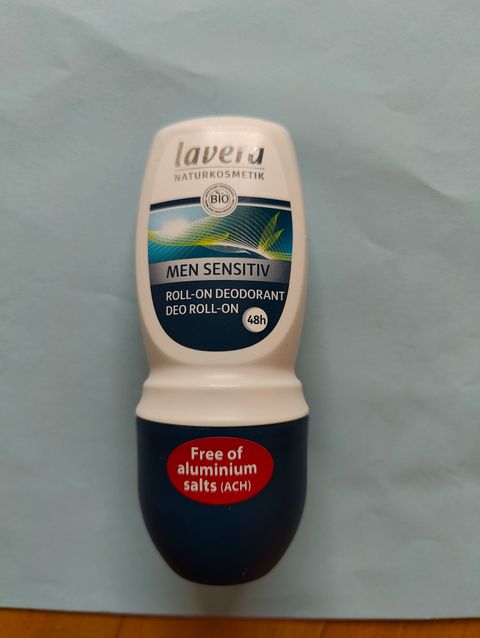 lavera
NATURKOSMETIK
BIO
MEN SENSITIV
ROLL-ON DEODORANT
DEO ROLL-ON
48h
Free of
aluminium
salts (ACH)